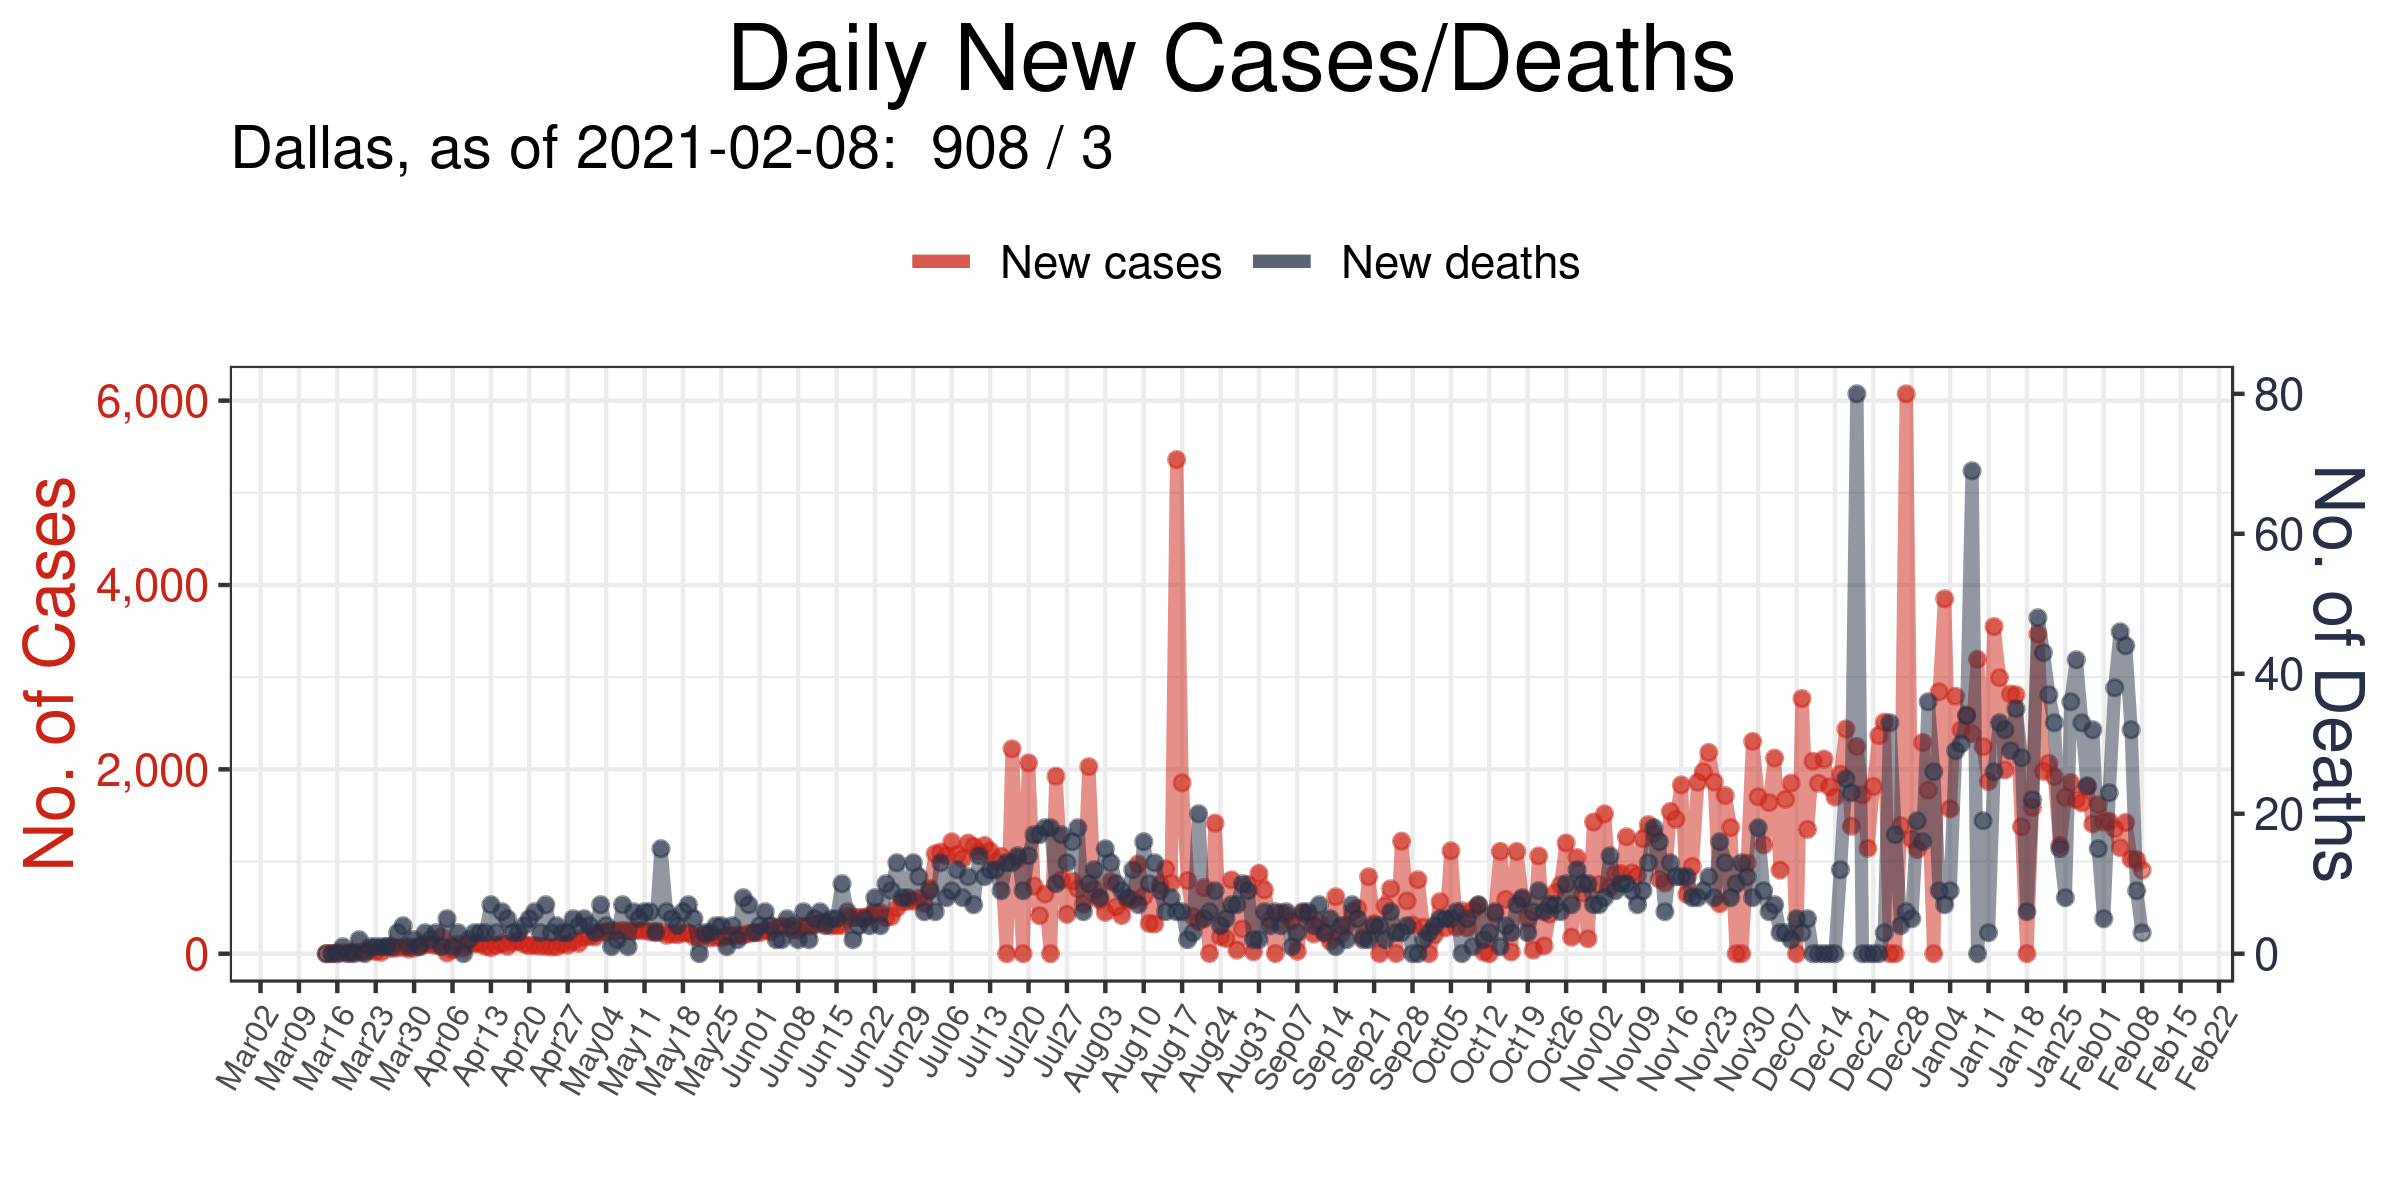 Daily New Cases/Deaths
Dallas, as of 2021-02-08: 908 / 3
New cases
New deaths
No. of Cases
6,000
4,000
2,000
0
80
60
40
20
0
No. of Deaths
Mar02
Mar09
Mar16
Mar23
Mar30
Apr06
Apr13
Apr20
Apr27
May04
May11
May18
May25
Jun01
Jun08
Jun15
Jun22
Jun29
Jul06
Jul13
Jul20
Jul27
Aug03
Aug10
Aug17
Aug24
Aug31
Sep07
Sep14
Sep21
Sep28
Oct05
Oct12
Oct19
Oct26
Nov02
Nov09
Nov16
Nov23
Nov30
Dec07
Dec14
Dec21
Dec28
Jan04
Jan11
Jan18
Jan25
Feb01
Feb08
Feb15
Feb22